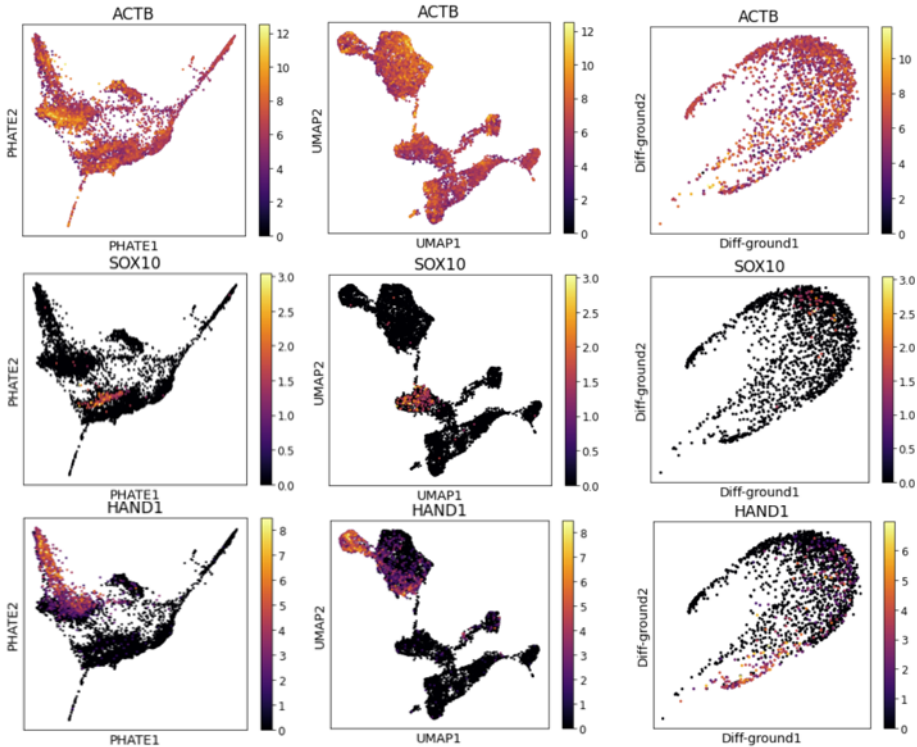 ACTB
PHATE2
12
10
8
6
4
2
0
PHATE1
ACTB
UMAP2
12
10
8
6
4
2
0
UMAP1
ACTB
Diff-ground2
10
8
6
4
2
0
Diff-ground1
SOX10
PHATE2
3.0
2.5
2.0
1.5
1.0
0.5
0.0
PHATE1
SOX10
UMAP2
3.0
2.5
2.0
1.5
1.0
0.5
0.0
UMAP1
SOX10
Diff-ground2
3.0
2.5
2.0
1.5
1.0
0.5
0.0
Diff-ground1
HAND1
PHATE2
8
7
6
5
4
3
2
1
0
PHATE1
HAND1
UMAP2
8
7
6
5
4
3
2
1
0
UMAP1
HAND1
Diff-ground2
6
5
4
3
2
1
0
Diff-ground1